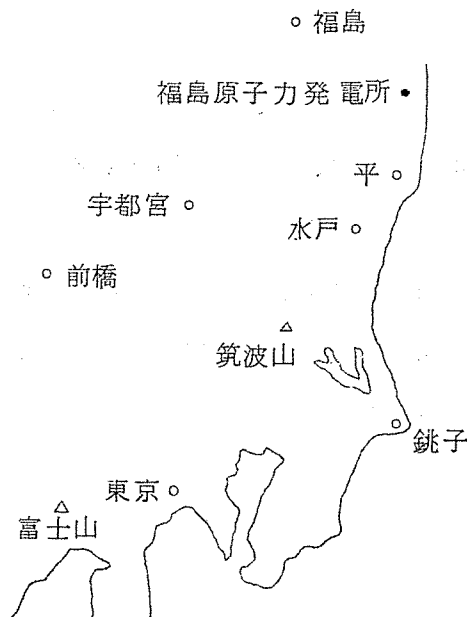 福島
福島原子力発電所
平
宇都宮
水戸
前橋
筑波山
銚子
東京
富士山